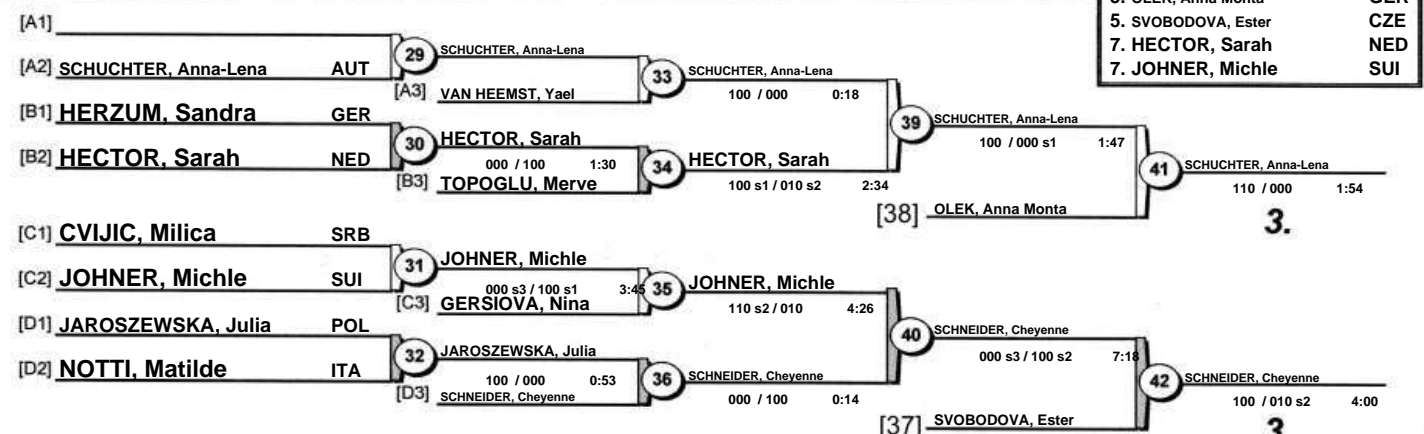 5. OLEK, Anna Monta GER
5. SVOBODOVA, Ester CZE
7. HECTOR, Sarah NED
7. JOHNER, Michle SUI
[A1]
[A2] SCHUCHTER, Anna-Lena AUT
29
SCHUCHTER, Anna-Lena
[A3] VAN HEEMST, Yael
33
SCHUCHTER, Anna-Lena
100 / 000 0:18
[B1] HERZUM, Sandra GER
[B2] HECTOR, Sarah NED
30
HECTOR, Sarah
000 / 100 1:30
[B3] TOPOGLU, Merve
34
HECTOR, Sarah
100 s1 / 010 s2 2:34
39
SCHUCHTER, Anna-Lena
100 / 000 s1 1:47
[38] OLEK, Anna Monta
41
SCHUCHTER, Anna-Lena
110 / 000 1:54
3.
[C1] CVIJIC, Milica SRB
[C2] JOHNER, Michle SUI
31
JOHNER, Michle
000 s3 / 100 s1 3:45
[C3] GERSIOVA, Nina
35
JOHNER, Michle
110 s2 / 010 4:26
[D1] JAROSZEWSKA, Julia POL
[D2] NOTTI, Matilde ITA
32
JAROSZEWSKA, Julia
100 / 000 0:53
[D3] SCHNEIDER, Cheyenne
36
SCHNEIDER, Cheyenne
000 / 100 0:14
40
SCHNEIDER, Cheyenne
000 s3 / 100 s2 7:18
[37] SVOBODOVA, Ester
42
SCHNEIDER, Cheyenne
100 / 010 s2 4:00
3.